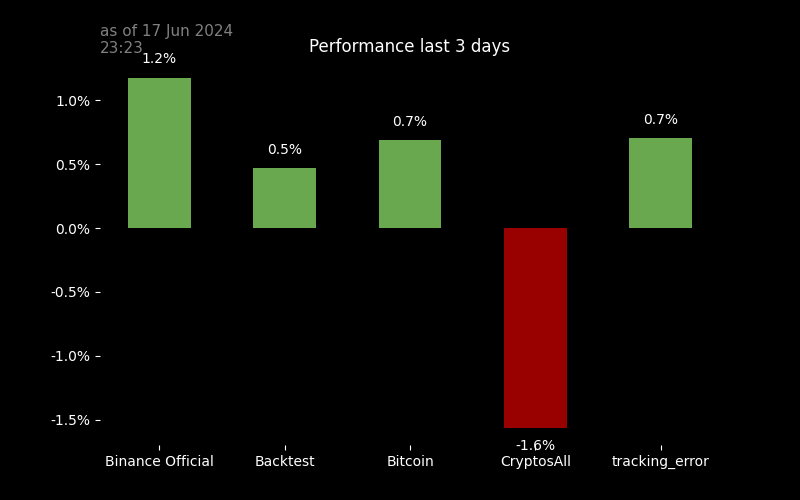 as of 17 Jun 2024
23:23
Performance last 3 days
1.2%
0.5%
0.7%
-1.6%
0.7%
1.0%
0.5%
0.0%
-0.5%
-1.0%
-1.5%
Binance Official
Backtest
Bitcoin
CryptosAll
tracking_error